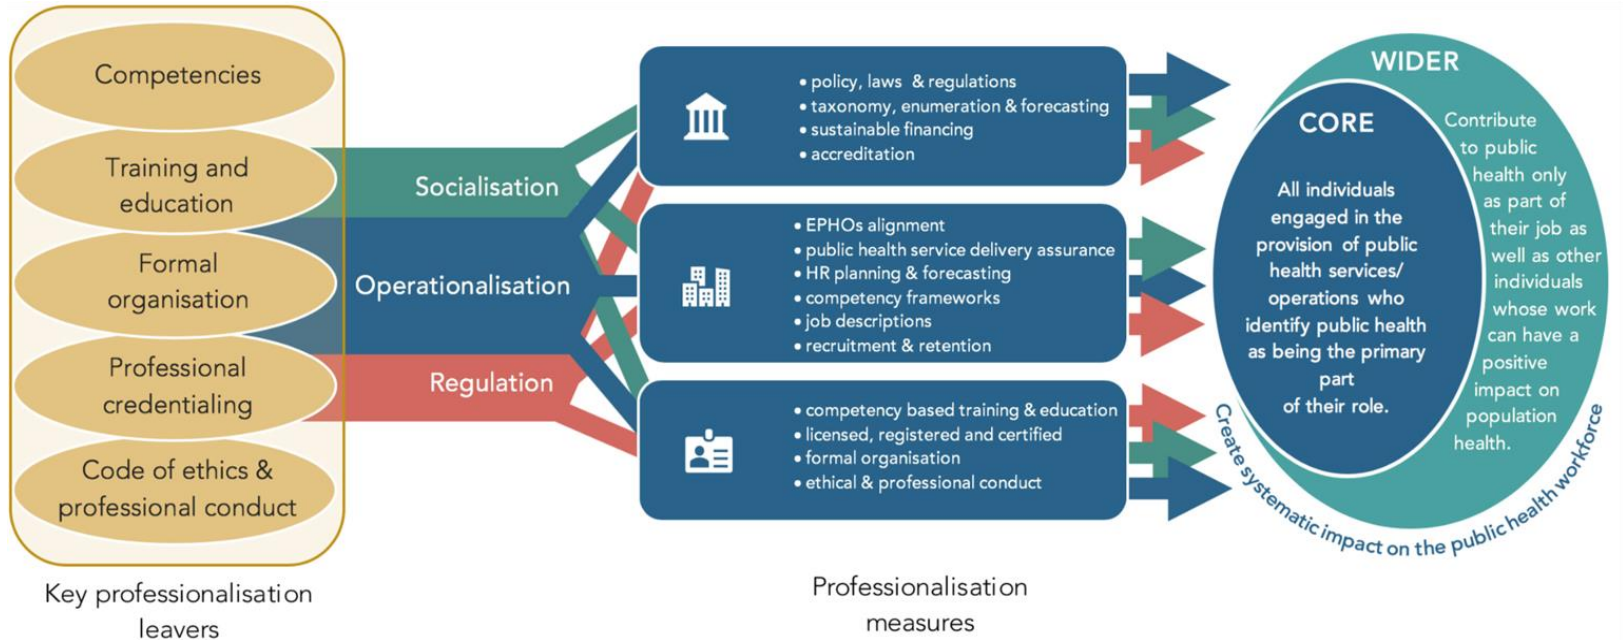 Competencies
Training and
education
Formal
organisation
Professional
credentialing
Code of ethics &
professional conduct
Key professionalisation
leavers
Socialisation
Operationalisation
Regulation
• policy, laws & regulations
• taxonomy, enumeration & forecasting
• sustainable financing
• accreditation
• EPHOs alignment
• public health service delivery assurance
• HR planning & forecasting
• competency frameworks
• job descriptions
• recruitment & retention
• competency based training & education
• licensed, registered and certified
• formal organisation
• ethical & professional conduct
Professionalisation
measures
CORE
All individuals
engaged in the
provision of public
health services/
operations who
identify public health
as being the primary
part
of their role.
WIDER
Contribute
to public
health only
as part of
their job as
well as other
individuals
whose work
can have a
positive
impact on
population
health.
Create systematic impact on the public health workforce